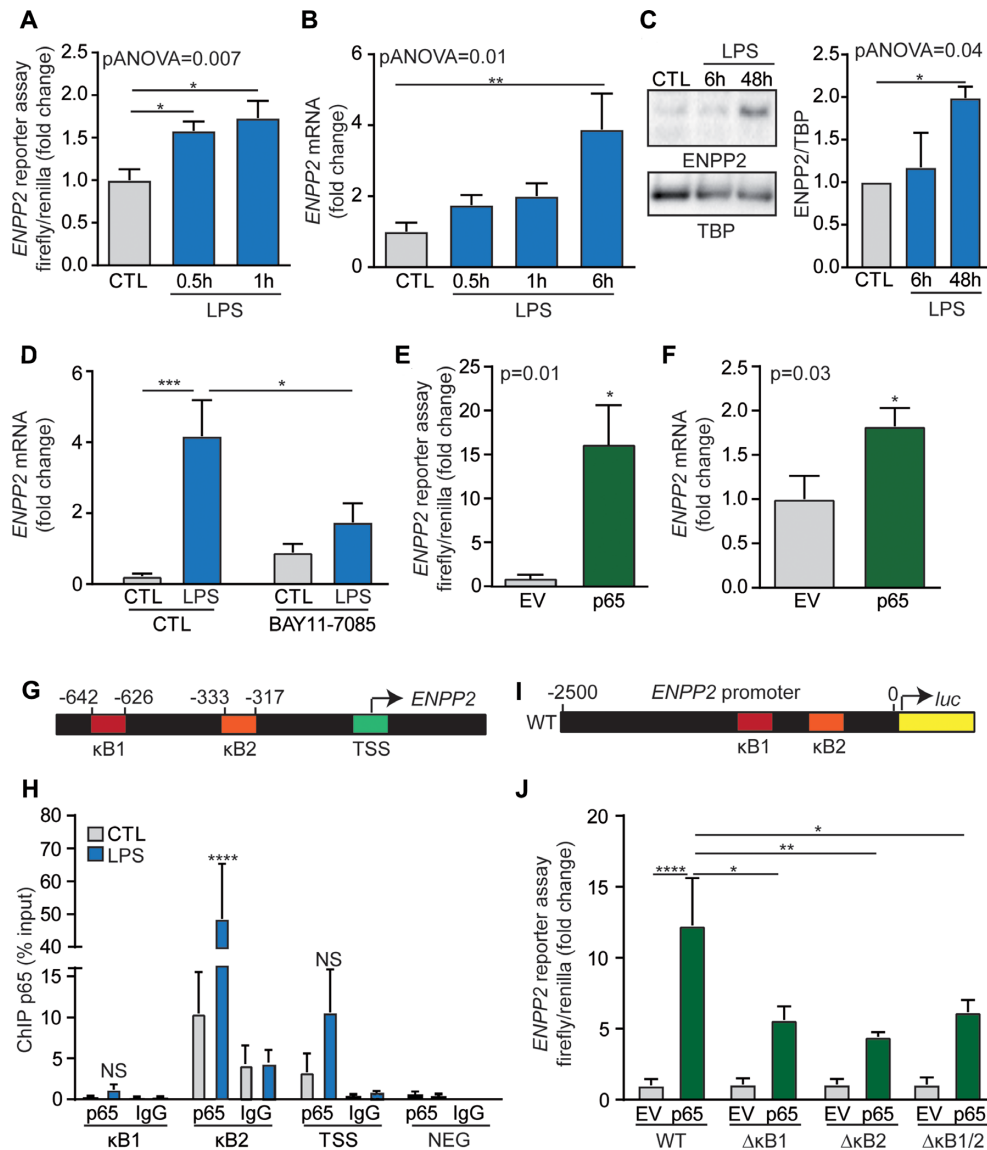 A
pANOVA=0.007
ENPP2 reporter assay
firefly/renilla (fold change)
2.5
2.0
1.5
1.0
0.5
0.0
*
*
CTL
0.5h
1h
LPS
B
pANOVA=0.01
ENPP2 mRNA
(fold change)
6
4
2
0
**
CTL
0.5h
1h
6h
LPS
C
LPS
CTL
6h
48h
ENPP2
TBP
pANOVA=0.04
ENPP2/TBP
2.5
2.0
1.5
1.0
0.5
0.0
*
CTL
6h
48h
LPS
D
ENPP2 mRNA
(fold change)
6
4
2
0
***
*
CTL LPS
CTL LPS
CTL
BAY11-7085
E
p=0.01
ENPP2 reporter assay
firefly/renilla (fold change)
25
20
15
10
5
0
*
EV
p65
F
p=0.03
ENPP2 mRNA
(fold change)
2.5
2.0
1.5
1.0
0.5
0.0
*
EV
p65
G
-642
-626
-333
-317
ENPP2
κB1
κB2
TSS
I
-2500
ENPP2 promoter
0
luc
WT
κB1
κB2
H
CTL
LPS
ChIP p65 (% input)
80
70
60
50
40
30
15
10
5
0
NS
****
NS
p65 IgG
p65 IgG
p65 IgG
p65 IgG
κB1
κB2
TSS
NEG
J
ENPP2 reporter assay
firefly/renilla (fold change)
20
15
10
5
0
*
**
****
*
EV p65
EV p65
EV p65
EV p65
WT
ΔκB1
ΔκB2
ΔκB1/2